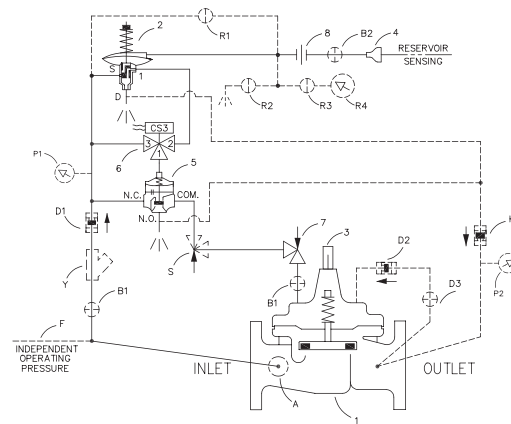 2
R1
8
B2
4
RESERVOIR
SENSING
S
1
D
R2
R3
R4
CS3
3
2
1
6
5
P1
N.C.
COM.
N.O.
D1
7
3
S
D2
H
Y
B1
B1
D3
P2
F
INDEPENDENT
OPERATING
PRESSURE
INLET
OUTLET
A
1